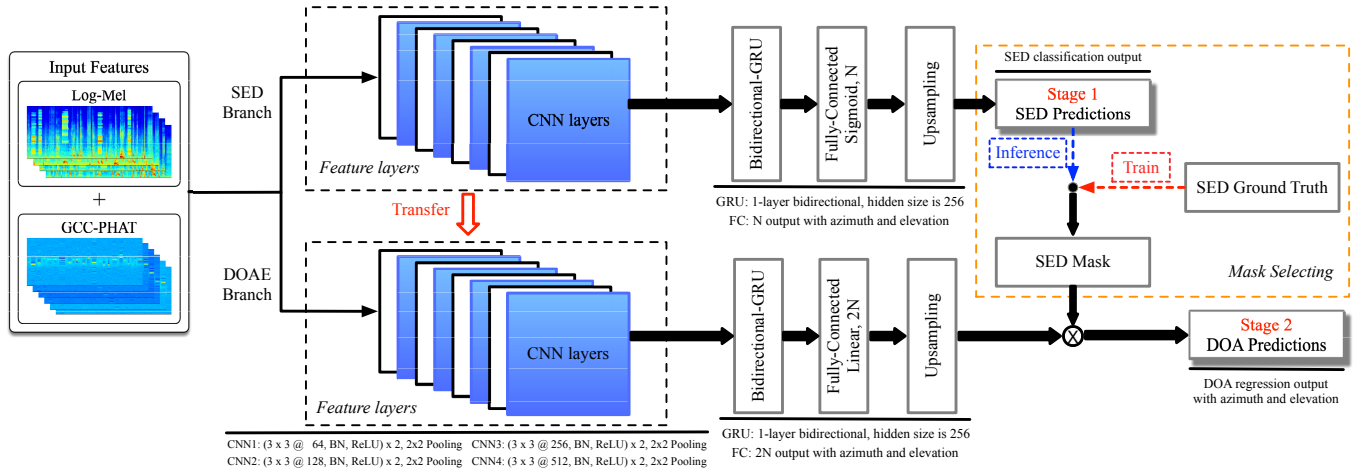 Input Features
Log-Mel
+
GCC-PHAT
SED
Branch
DOAE
Branch
CNN layers
Feature layers
Transfer
CNN layers
Feature layers
CNN1: (3 x 3 @ 64, BN, ReLU) x 2, 2x2 Pooling
CNN3: (3 x 3 @ 256, BN, ReLU) x 2, 2x2 Pooling
CNN2: (3 x 3 @ 128, BN, ReLU) x 2, 2x2 Pooling
CNN4: (3 x 3 @ 512, BN, ReLU) x 2, 2x2 Pooling
Bidirectional-GRU
Fully-Connected
Sigmoid, N
Upsampling
GRU: 1-layer bidirectional, hidden size is 256
FC: N output with azimuth and elevation
Bidirectional-GRU
Fully-Connected
Linear, 2N
Upsampling
GRU: 1-layer bidirectional, hidden size is 256
FC: 2N output with azimuth and elevation
SED classification output
Stage 1
SED Predictions
Inference
Train
SED Ground Truth
SED Mask
Mask Selecting
Stage 2
DOA Predictions
DOA regression output
with azimuth and elevation